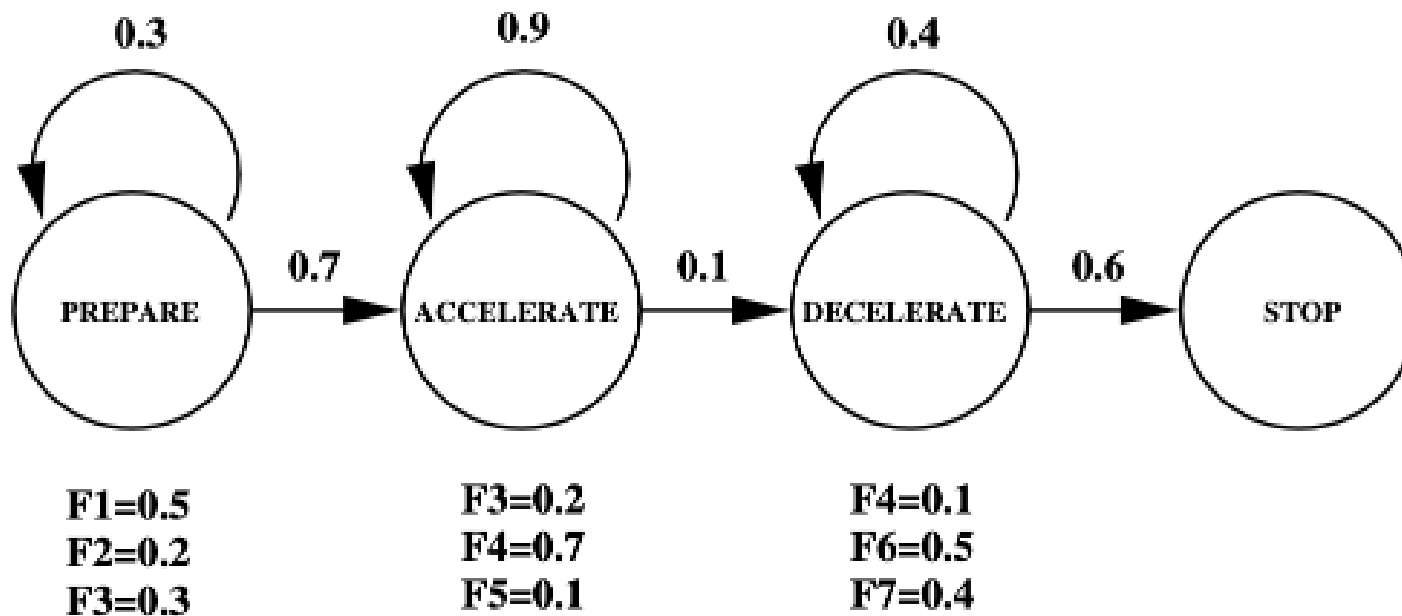 0.3 0.9 0.4
0.7 0.1 0.6
PREPARE ACCELERATE DECELERATE STOP
F1=0.5 F3=0.2 F4=0.1
F2=0.2 F4=0.7 F6=0.5
F3=0.3 F5=0.1 F7=0.4